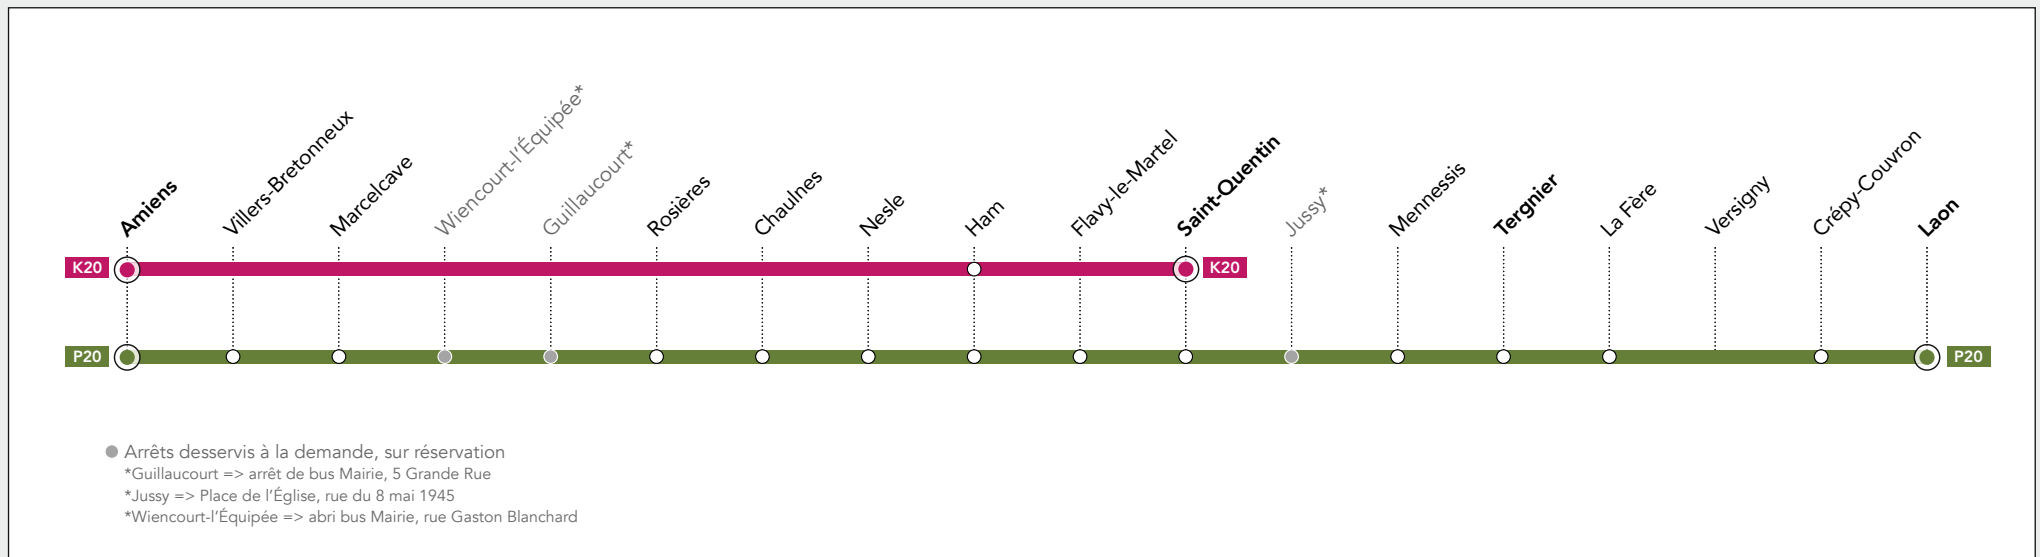 Amiens
Villers-Bretonneux
Marcelcave
Wiencourt-l'Équipée*
Guillaucourt*
Rosières
Chaulnes
Nesle
Ham
Flavy-le-Martel
Saint-Quentin
Jussy*
Mennessis
Tergnier
La Fère
Versigny
Crépy-Couvron
Laon
K20
K20
P20
P20
Arrêts desservis à la demande, sur réservation
*Guillaucourt => arrêt de bus Mairie, 5 Grande Rue
*Jussy => Place de l'Église, rue du 8 mai 1945
*Wiencourt-l'Équipée => abri bus Mairie, rue Gaston Blanchard